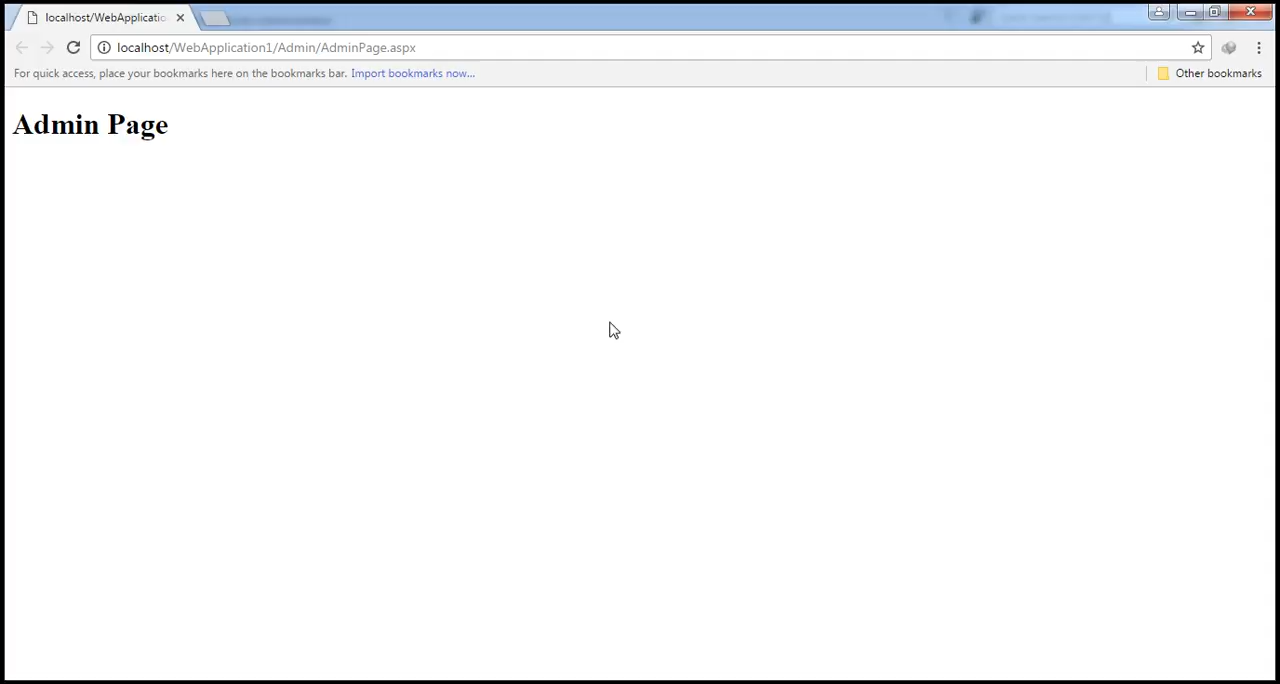 localhost/WebApplicatio
localhost/WebApplication1/Admin/AdminPage.aspx
For quick access, place your bookmarks here on the bookmarks bar. Import bookmarks now...
Other bookmarks
Admin Page